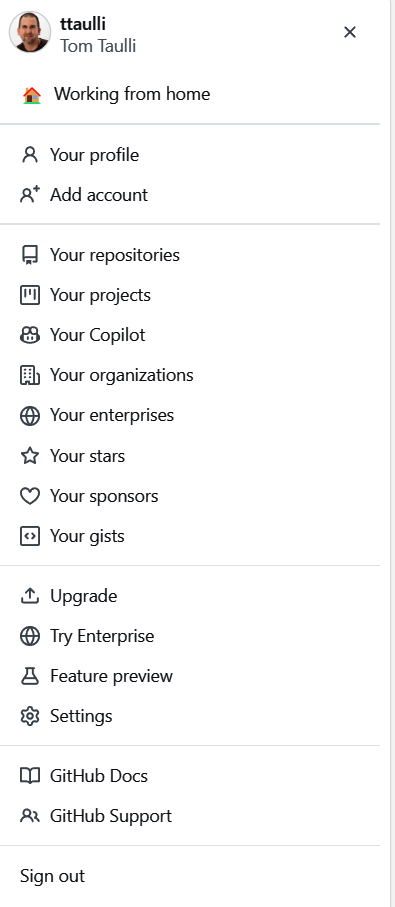 ttaulli
Tom Taulli
Working from home
Your profile
Add account
Your repositories
Your projects
Your Copilot
Your organizations
Your enterprises
Your stars
Your sponsors
Your gists
Upgrade
Try Enterprise
Feature preview
Settings
GitHub Docs
GitHub Support
Sign out